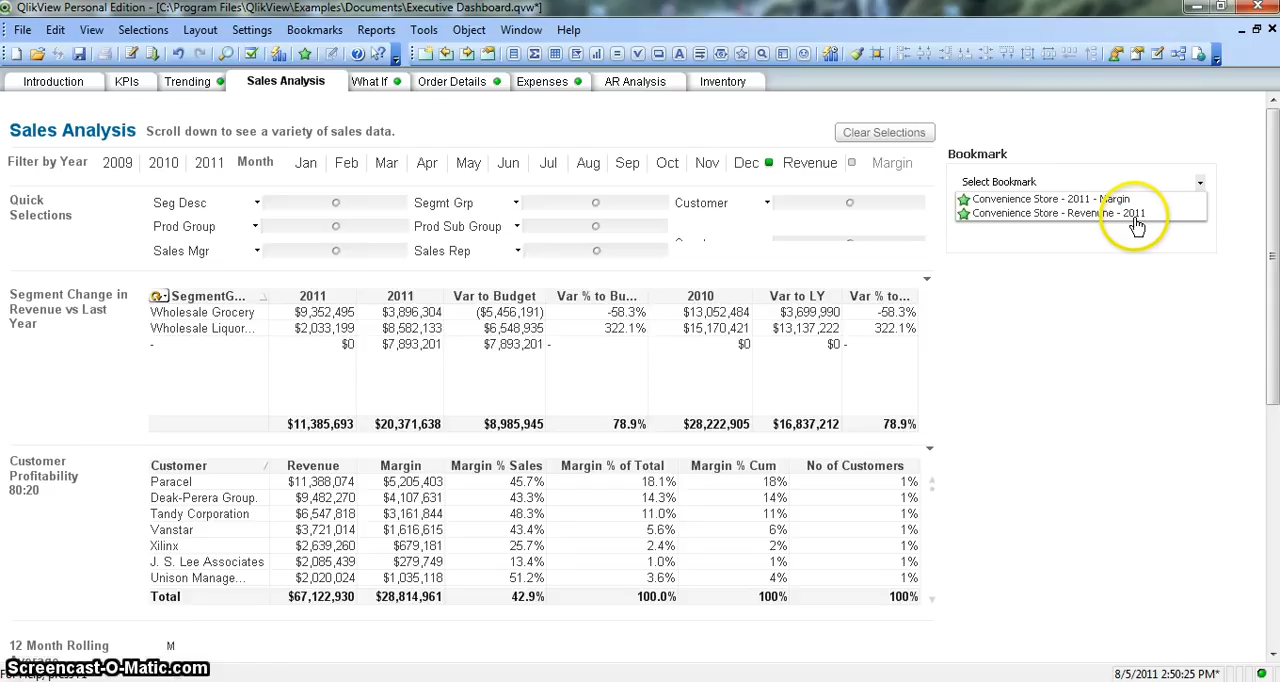 QlikView Personal Edition - [C:\Program Files\QlikView\Examples\Documents\Executive Dashboard.qvw*]
File Edit View Selections Layout Settings Bookmarks Reports Tools Object Window Help
Introduction KPIs Trending Sales Analysis What If Order Details Expenses AR Analysis Inventory
Sales Analysis Scroll down to see a variety of sales data. Clear Selections
Bookmark
Filter by Year 2009 2010 2011 Month Jan Feb Mar Apr May Jun Jul Aug Sep Oct Nov Dec Revenue Margin
Select Bookmark
Convenience Store - 2011 - Margin
Convenience Store - Revenune - 2011
Quick
Selections
Seg Desc Segmt Grp Customer
Prod Group Prod Sub Group
Sales Mgr Sales Rep
Segment Change in
Revenue vs Last
Year
SegmentG... 2011 2011 Var to Budget Var % to Bu... 2010 Var to LY Var % to...
Wholesale Grocery $9,352,495 $3,896,304 ($5,456,191) -58.3% $13,052,484 $3,699,990 -58.3%
Wholesale Liquor... $2,033,199 $8,582,133 $6,548,935 322.1% $15,170,421 $13,137,222 322.1%
- $0 $7,893,201 $7,893,201 - $0 $0 -
$11,385,693 $20,371,638 $8,985,945 78.9% $28,222,905 $16,837,212 78.9%
Customer
Profitability
80:20
Customer Revenue Margin Margin % Sales Margin % of Total Margin % Cum No of Customers
Paracel $11,388,074 $5,205,403 45.7% 18.1% 18% 1%
Deak-Perera Group. $9,482,270 $4,107,631 43.3% 14.3% 14% 1%
Tandy Corporation $6,547,818 $3,161,844 48.3% 11.0% 11% 1%
Vanstar $3,721,014 $1,616,615 43.4% 5.6% 6% 1%
Xilinx $2,639,260 $679,181 25.7% 2.4% 2% 1%
J. S. Lee Associates $2,085,439 $279,749 13.4% 1.0% 1% 1%
Unison Manage... $2,020,024 $1,035,118 51.2% 3.6% 4% 1%
Total $67,122,930 $28,814,961 42.9% 100.0% 100% 100%
12 Month Rolling M
Screencast-O-Matic.com
8/5/2011 2:50:25 PM*